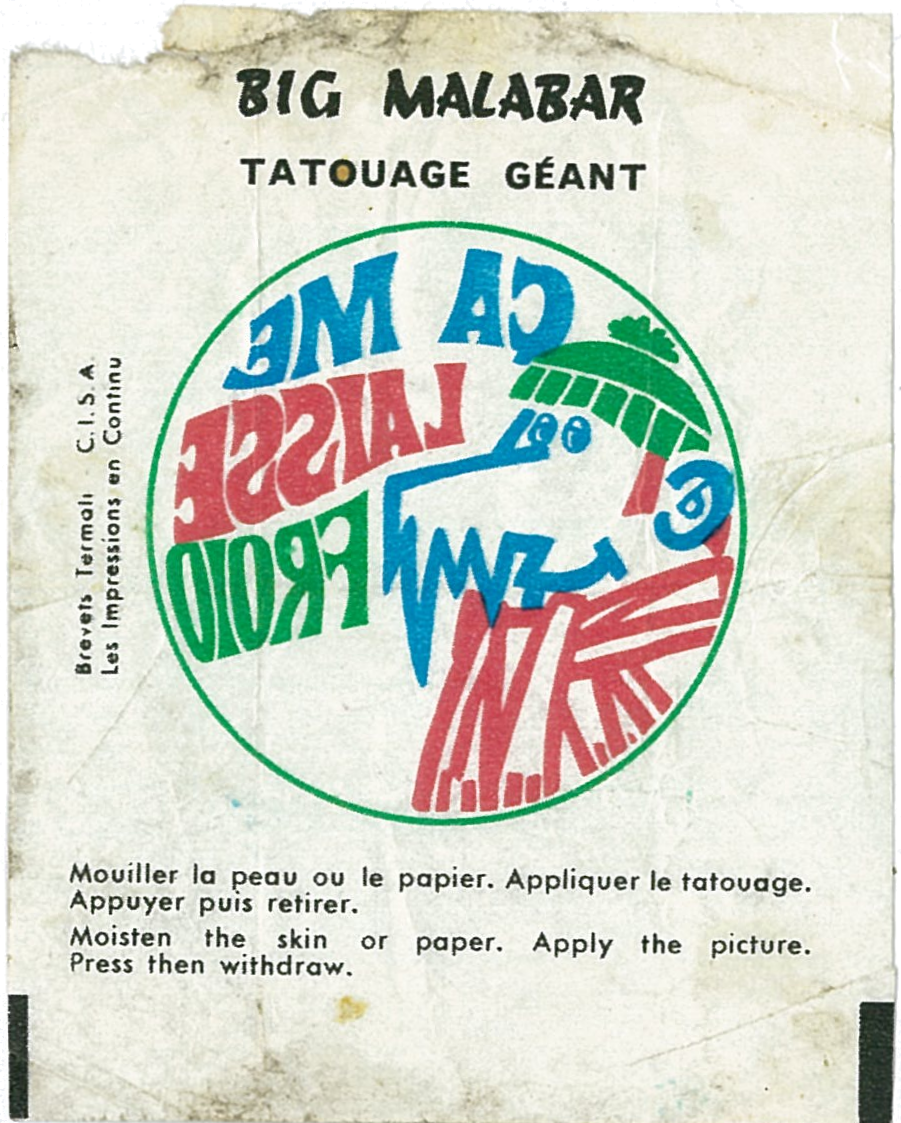 BIG MALABAR
TATOUAGE GÉANT
ÇA ME
LAISSE
FROID
Brevets Termali - C.I.S.A.
Les Impressions en Continu
Mouiller la peau ou le papier. Appliquer le tatouage.
Appuyer puis retirer.
Moisten the skin or paper. Apply the picture.
Press then withdraw.